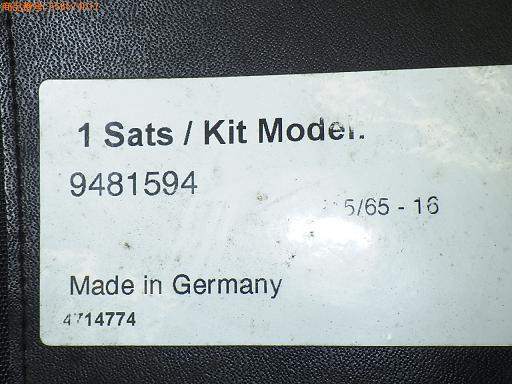 1 Sats / Kit Model:
9481594
5/65 - 16
Made in Germany
4714774